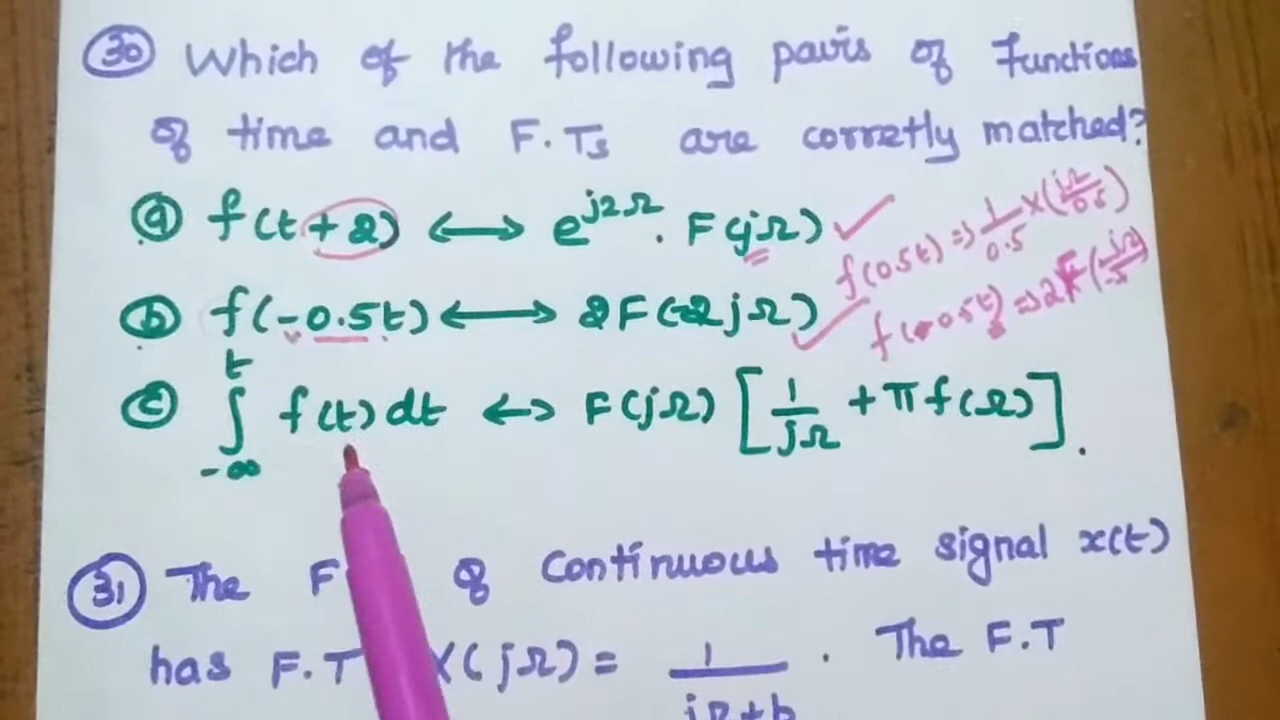 30 Which of the following pairs of functions
of time and F.Ts are corretly matched?
a f(t+2) ⟷ e^{j2Ω} . F(jΩ) ✓
f(0.5t) ⇒ 1/0.5 × (jΩ/0.5)
b f(-0.5t) ⟷ 2F(-2jΩ) ✓
f(-0.5t) ⇒ 2F(jΩ/-.5)
c ∫_{-∞}^{t} f(t) dt ↔ F(jΩ) [1/jΩ + π f(Ω)].
31 The F of continuous time signal x(t)
has F.T X(jΩ) = 1/(jΩ+b) . The F.T